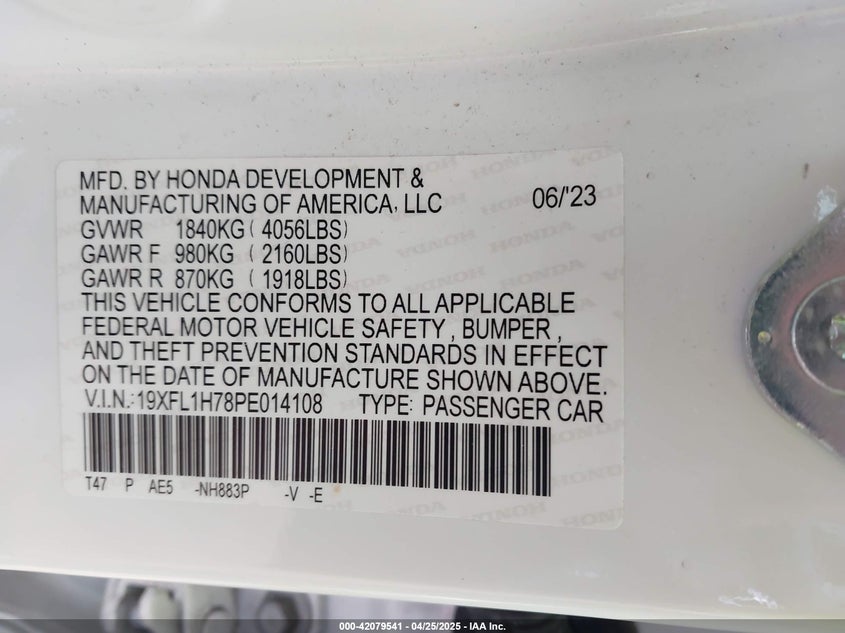 MFD. BY HONDA DEVELOPMENT &
MANUFACTURING OF AMERICA, LLC 06/'23
GVWR 1840KG ( 4056LBS)
GAWR F 980KG ( 2160LBS)
GAWR R 870KG ( 1918LBS)
THIS VEHICLE CONFORMS TO ALL APPLICABLE
FEDERAL MOTOR VEHICLE SAFETY , BUMPER ,
AND THEFT PREVENTION STANDARDS IN EFFECT
ON THE DATE OF MANUFACTURE SHOWN ABOVE.
V.I.N.:19XFL1H78PE014108 TYPE: PASSENGER CAR
T47 P AE5 -NH883P -V -E
000-42079541 - 04/25/2025 - IAA Inc.